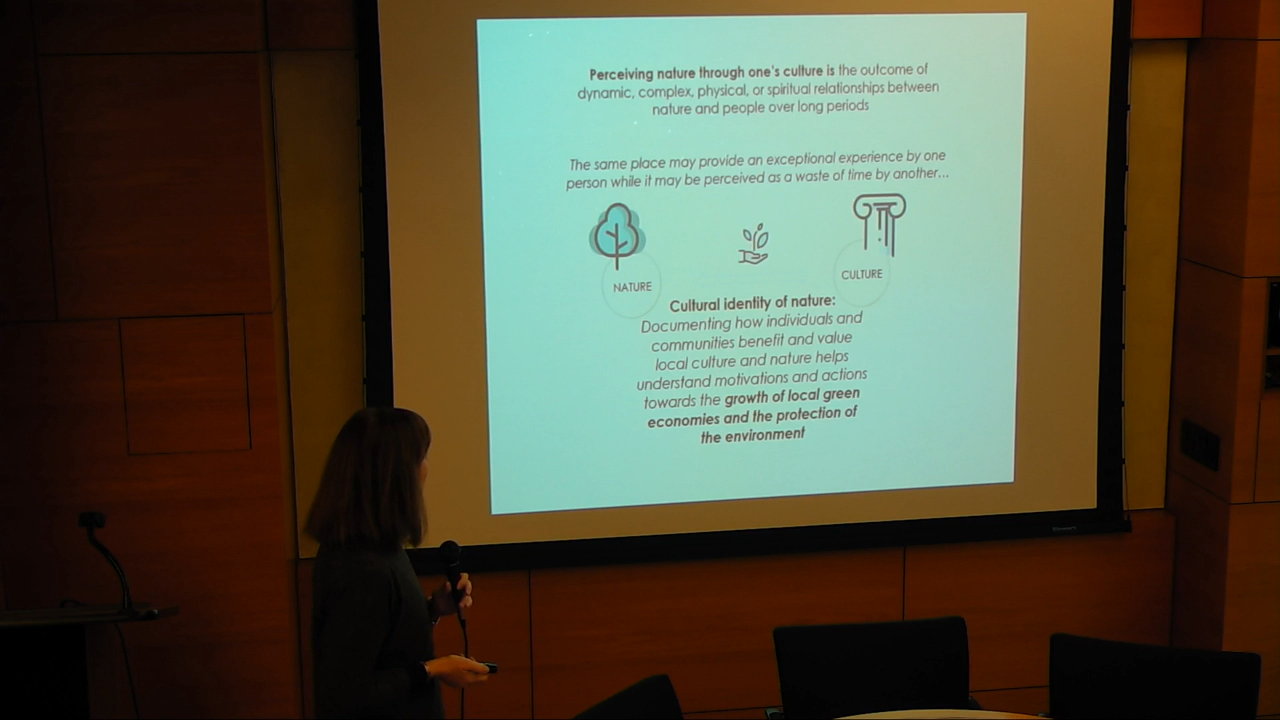 Perceiving nature through one's culture is the outcome of
dynamic, complex, physical, or spiritual relationships between
nature and people over long periods
The same place may provide an exceptional experience by one
person while it may be perceived as a waste of time by another...
NATURE
CULTURE
Cultural identity of nature:
Documenting how individuals and
communities benefit and value
local culture and nature helps
understand motivations and actions
towards the growth of local green
economies and the protection of
the environment